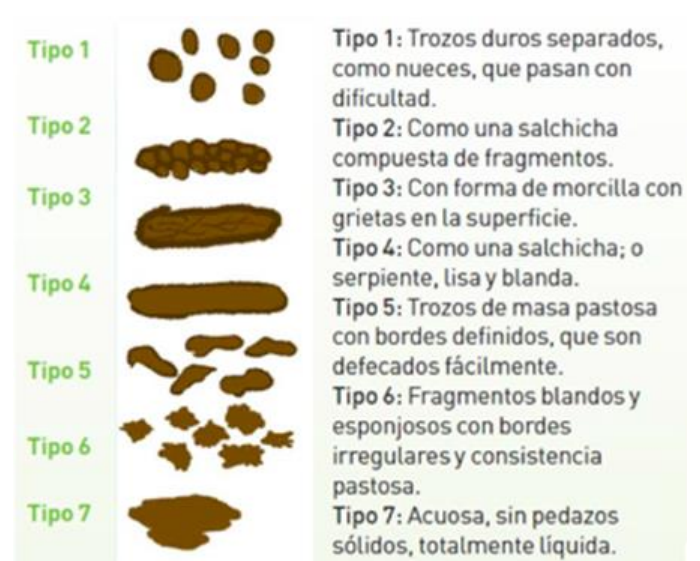 Tipo 1
Tipo 2
Tipo 3
Tipo 4
Tipo 5
Tipo 6
Tipo 7
Tipo 1: Trozos duros separados,
como nueces, que pasan con
dificultad.
Tipo 2: Como una salchicha
compuesta de fragmentos.
Tipo 3: Con forma de morcilla con
grietas en la superficie.
Tipo 4: Como una salchicha; o
serpiente, lisa y blanda.
Tipo 5: Trozos de masa pastosa
con bordes definidos, que son
defecados fácilmente.
Tipo 6: Fragmentos blandos y
esponjosos con bordes
irregulares y consistencia
pastosa.
Tipo 7: Acuosa, sin pedazos
sólidos, totalmente líquida.